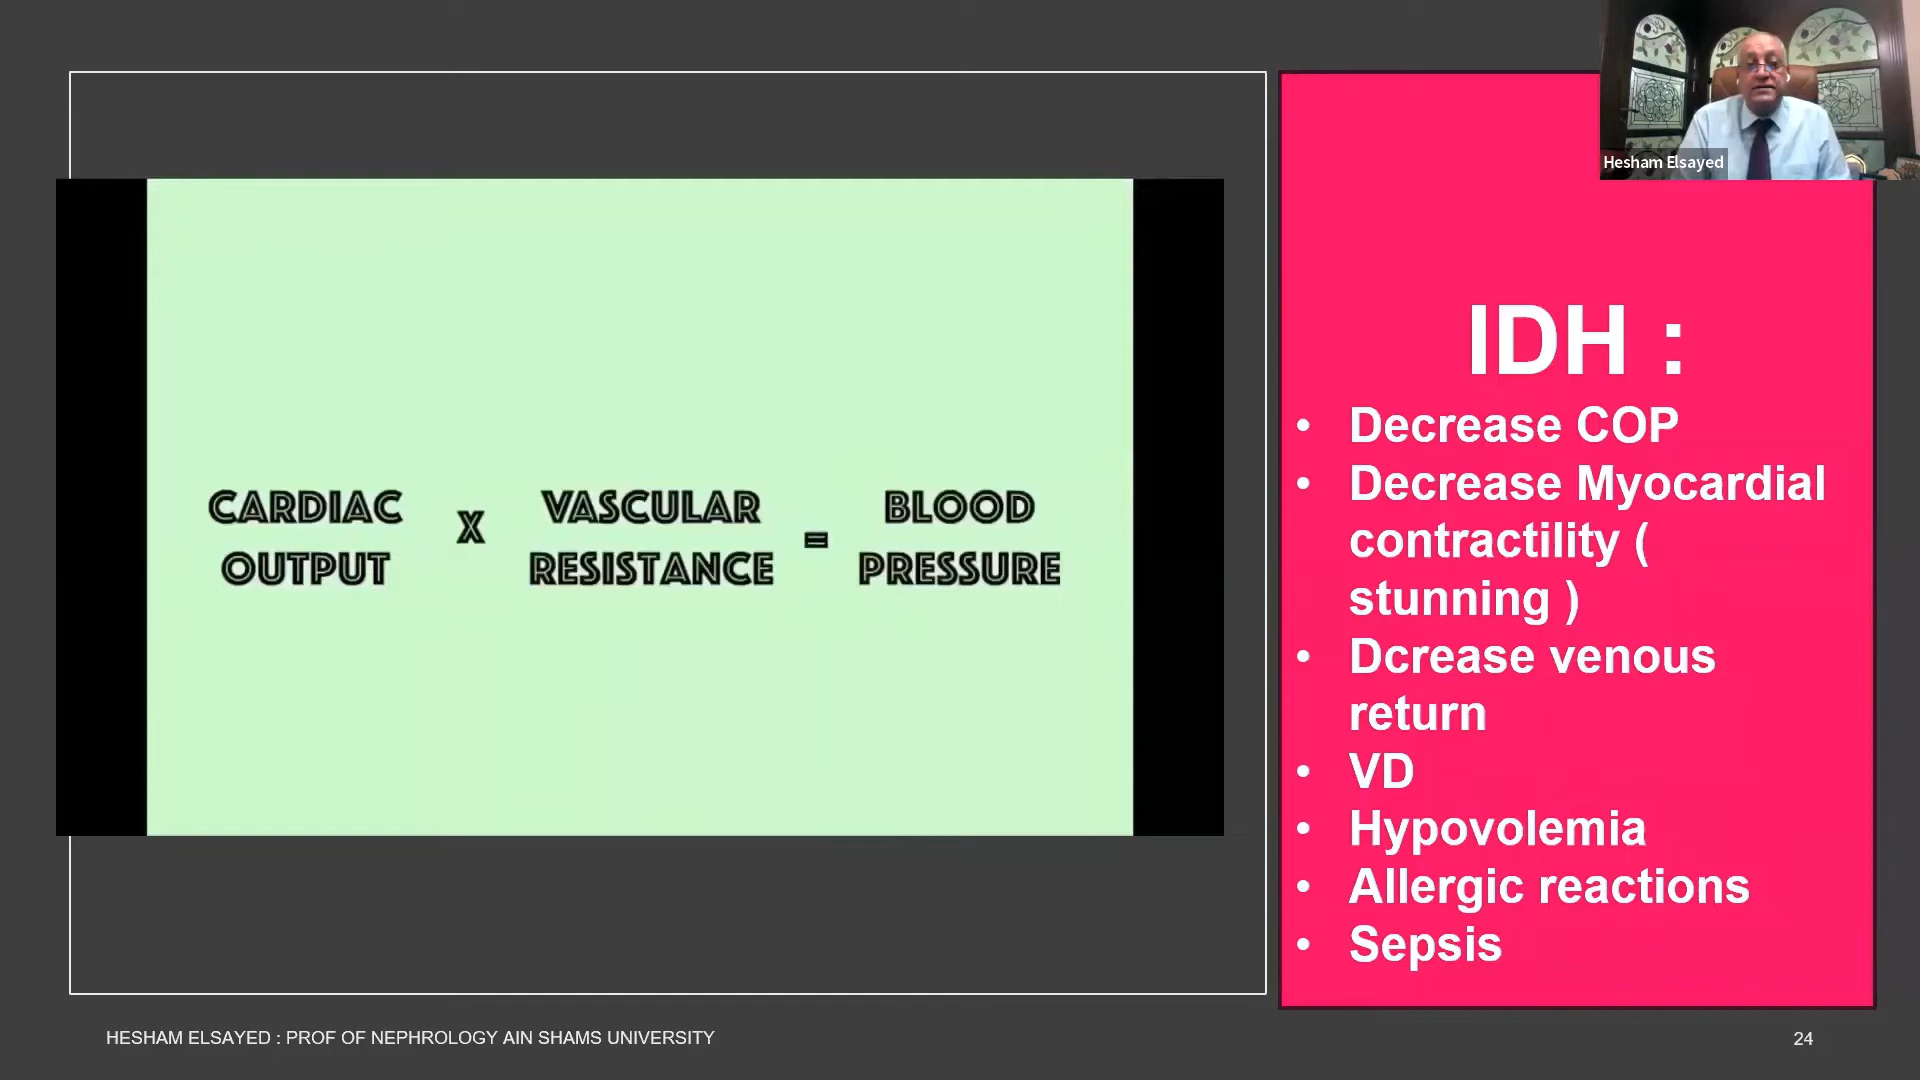 CARDIAC X VASCULAR = BLOOD
OUTPUT RESISTANCE PRESSURE
Hesham Elsayed
IDH :
• Decrease COP
• Decrease Myocardial
contractility (
stunning )
• Dcrease venous
return
• VD
• Hypovolemia
• Allergic reactions
• Sepsis
HESHAM ELSAYED : PROF OF NEPHROLOGY AIN SHAMS UNIVERSITY
24